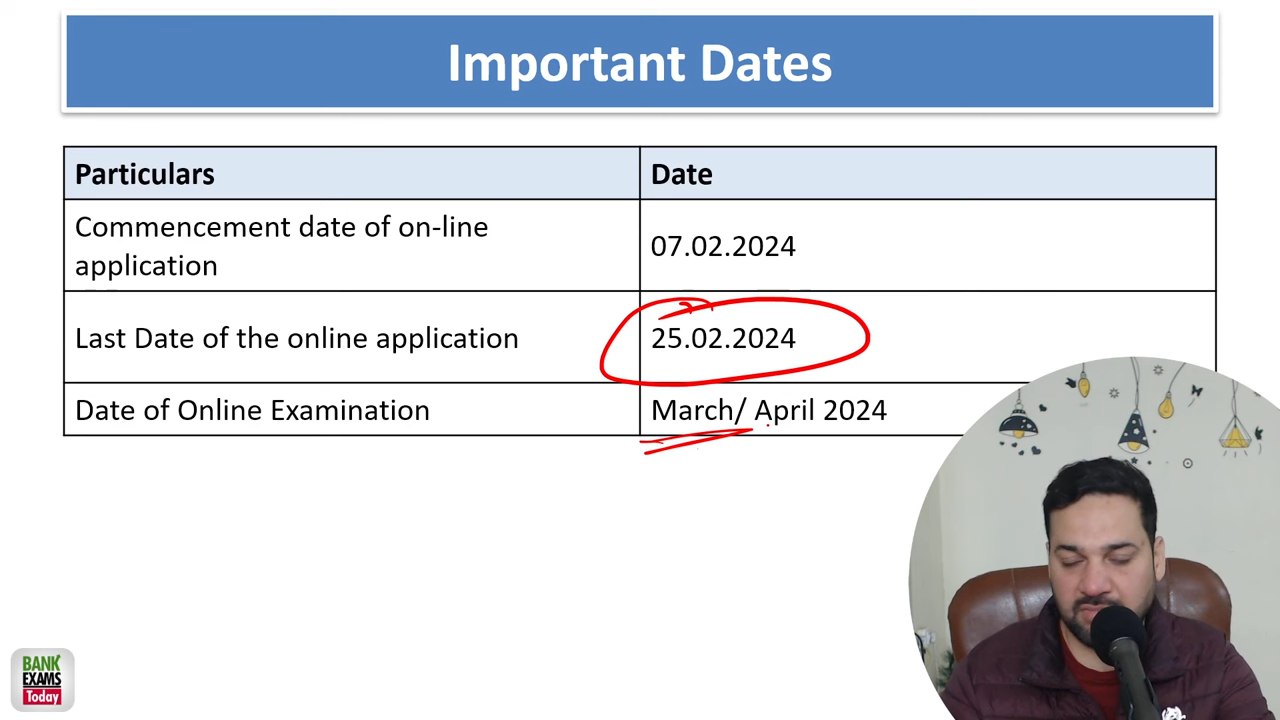 Important Dates
Particulars
Date
Commencement date of on-line
application
07.02.2024
Last Date of the online application
25.02.2024
Date of Online Examination
March/ April 2024
BANK
EXAMS
Today